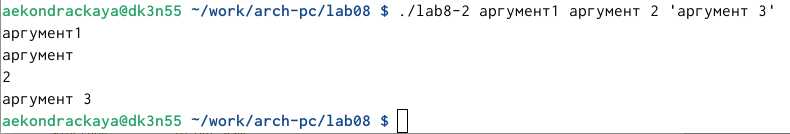 aekondrackaya@dk3n55 ~/work/arch-pc/lab08 $ ./lab8-2 аргумент1 аргумент 2 'аргумент 3'
аргумент1
аргумент
2
аргумент 3
aekondrackaya@dk3n55 ~/work/arch-pc/lab08 $